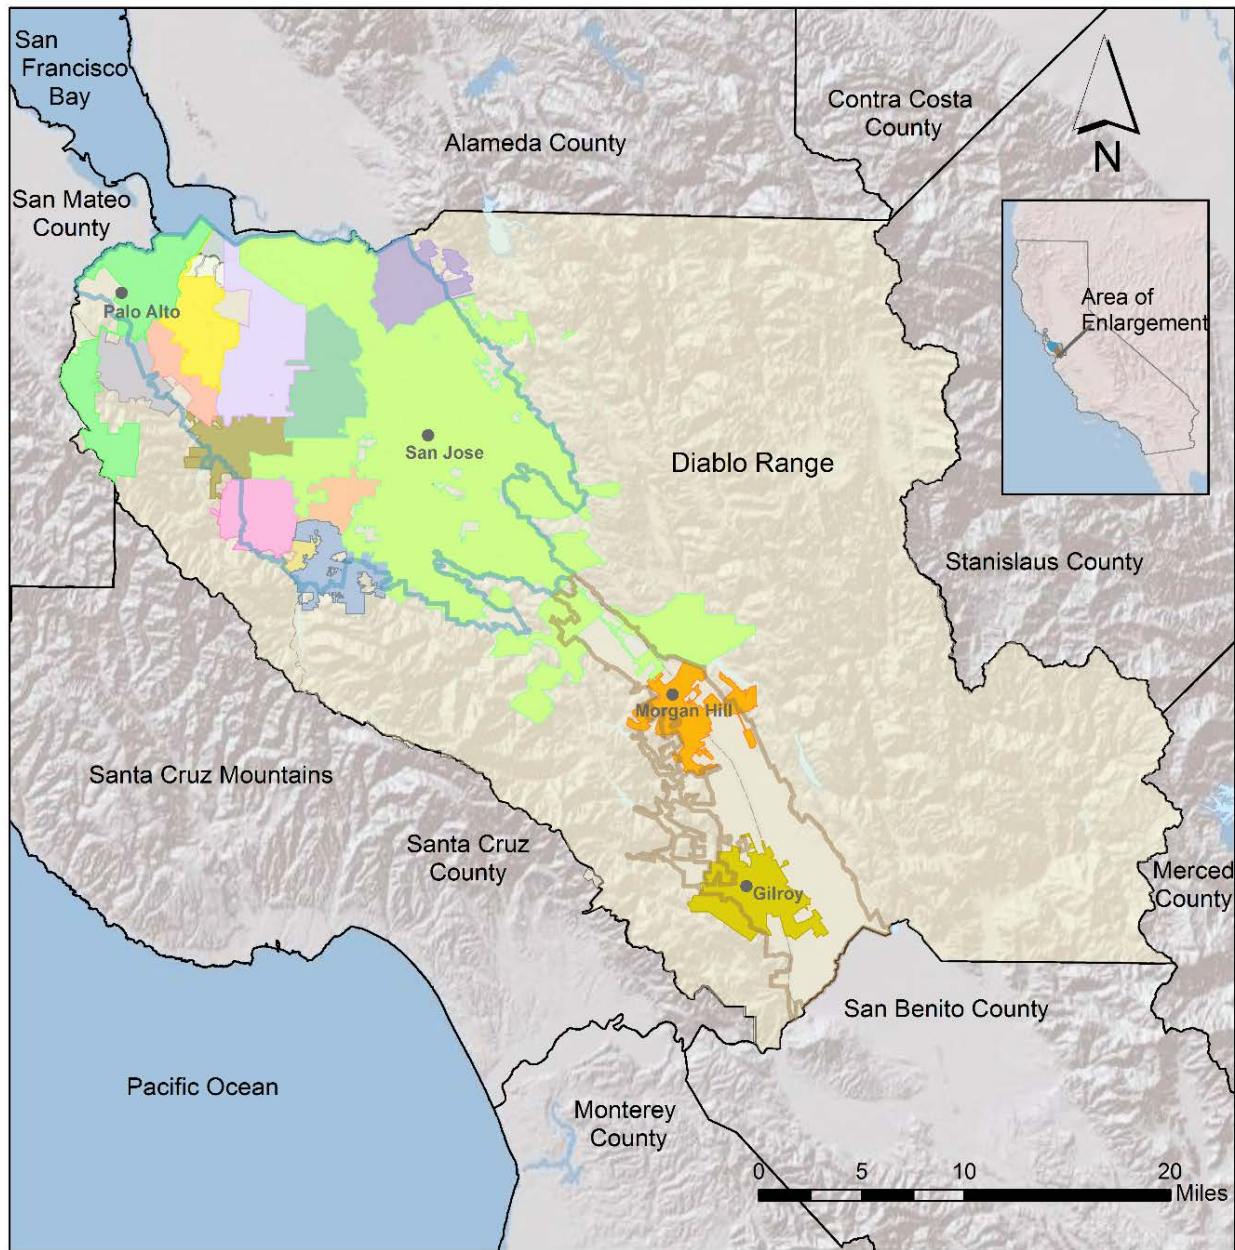 San
Francisco
Bay
Contra Costa
County
Alameda County
N
San Mateo
County
Area of
Enlargement
Palo Alto
San Jose
Diablo Range
Stanislaus County
Morgan Hill
Santa Cruz Mountains
Santa Cruz
County
Merced
County
Gilroy
San Benito County
Pacific Ocean
Monterey
County
0 5 10 20
Miles